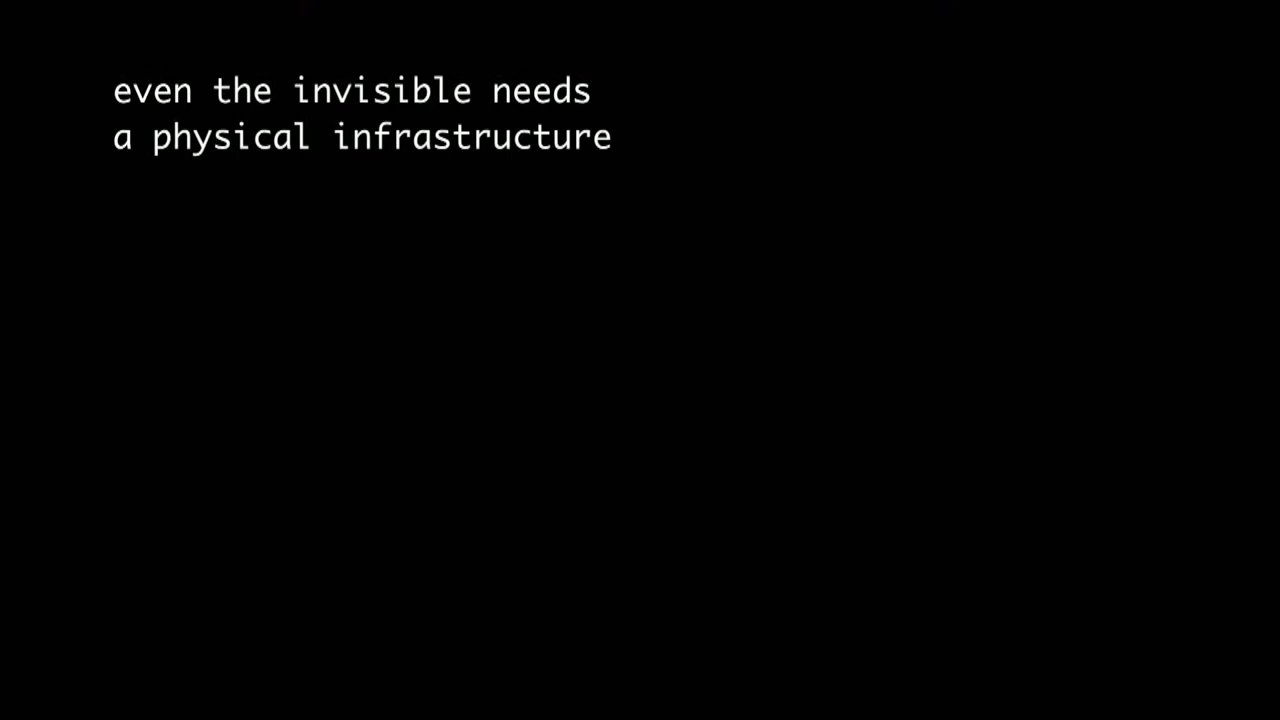 even the invisible needs
a physical infrastructure